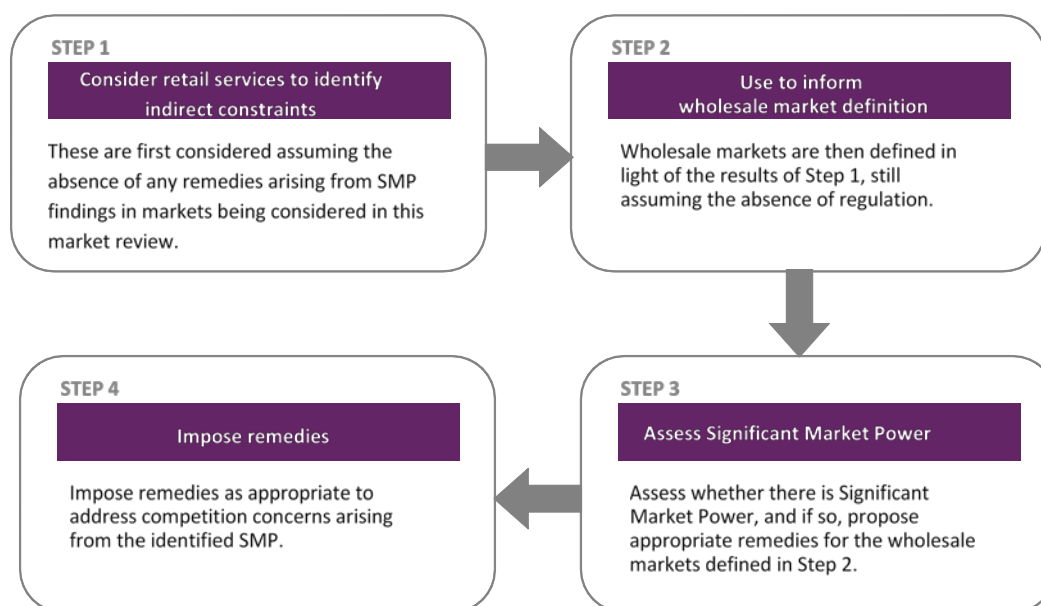 STEP 1
Consider retail services to identify
indirect constraints
These are first considered assuming the
absence of any remedies arising from SMP
findings in markets being considered in this
market review.
STEP 2
Use to inform
wholesale market definition
Wholesale markets are then defined in
light of the results of Step 1, still
assuming the absence of regulation.
STEP 3
Assess Significant Market Power
Assess whether there is Significant
Market Power, and if so, propose
appropriate remedies for the wholesale
markets defined in Step 2.
STEP 4
Impose remedies
Impose remedies as appropriate to
address competition concerns arising
from the identified SMP.